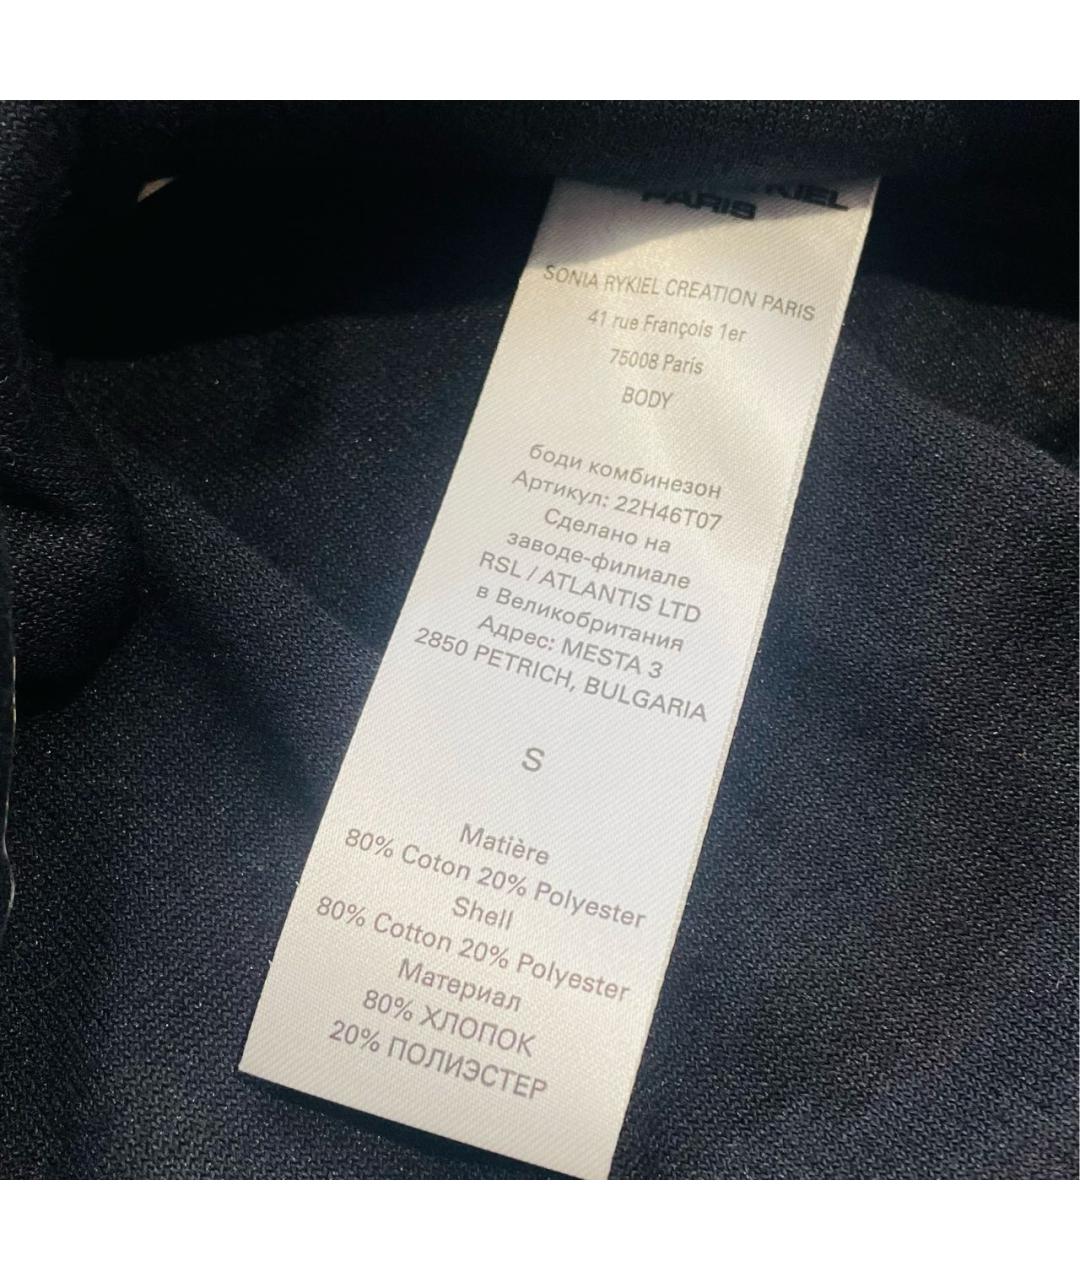 PARIS
SONIA RYKIEL CREATION PARIS
41 rue François 1er
75008 Paris
BODY
боди комбинезон
Артикул: 22H46T07
Сделано на
заводе-филиале
RSL / ATLANTIS LTD
в Великобритания
Адрес: MESTA 3
2850 PETRICH, BULGARIA
S
Matière
80% Coton 20% Polyester
Shell
80% Cotton 20% Polyester
Материал
80% ХЛОПОК
20% ПОЛИЭСТЕР